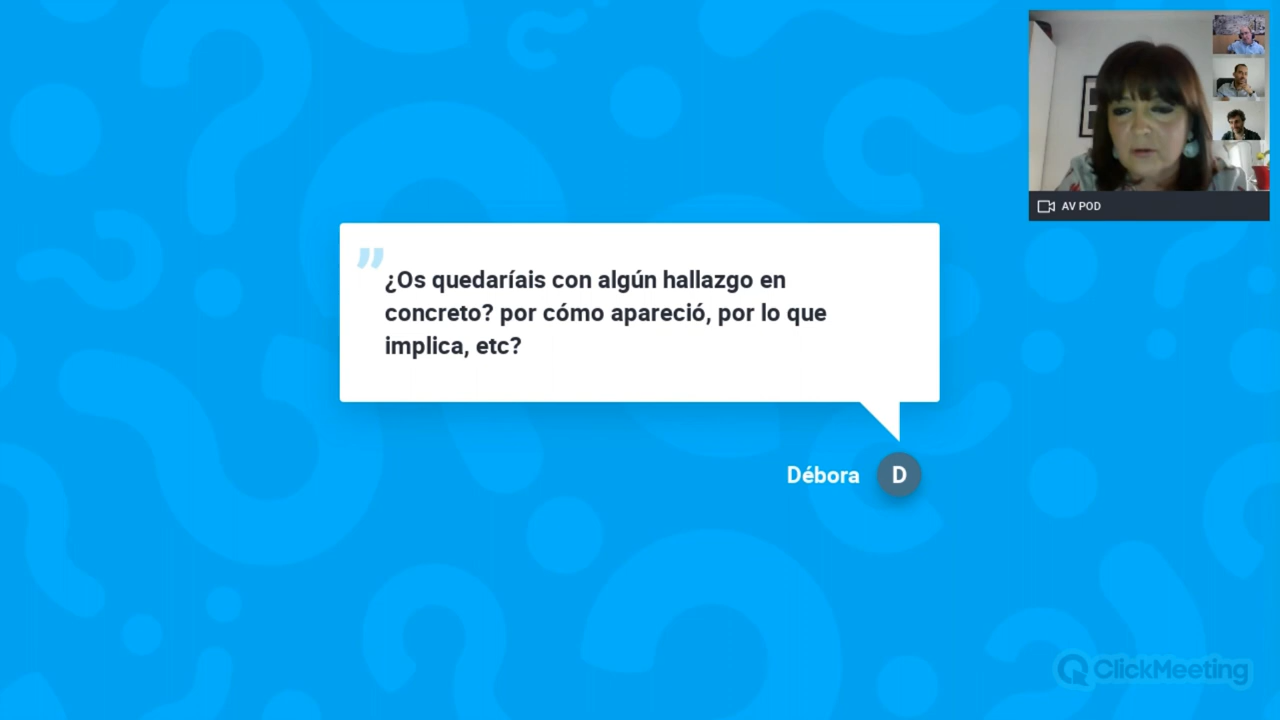 AV POD
”
¿Os quedaríais con algún hallazgo en
concreto? por cómo apareció, por lo que
implica, etc?
Débora
D
ClickMeeting